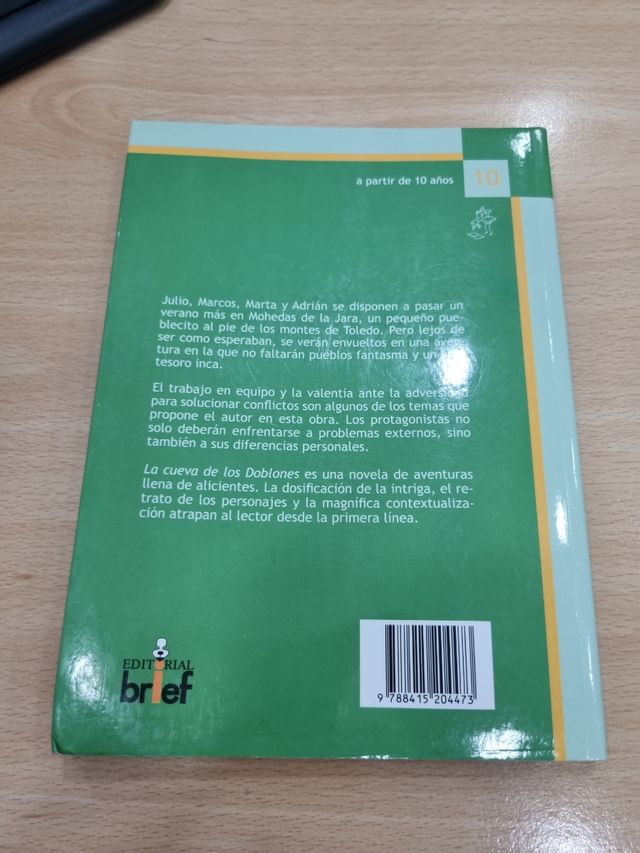 a partir de 10 años
10
Julio, Marcos, Marta y Adrián se disponen a pasar un
verano más en Mohedas de la Jara, un pequeño pue-
blecito al pie de los montes de Toledo. Pero lejos de
ser como esperaban, se verán envueltos en una aven-
tura en la que no faltarán pueblos fantasma y un
tesoro inca.
El trabajo en equipo y la valentia ante la adversidad
para solucionar conflictos son algunos de los temas que
propone el autor en esta obra. Los protagonistas no
solo deberán enfrentarse a problemas externos, sino
también a sus diferencias personales.
La cueva de los Doblones es una novela de aventuras
llena de alicientes. La dosificación de la intriga, el re-
trato de los personajes y la magnífica contextualiza-
ción atrapan al lector desde la primera línea.
EDITORIAL
brief
9 788415 204473